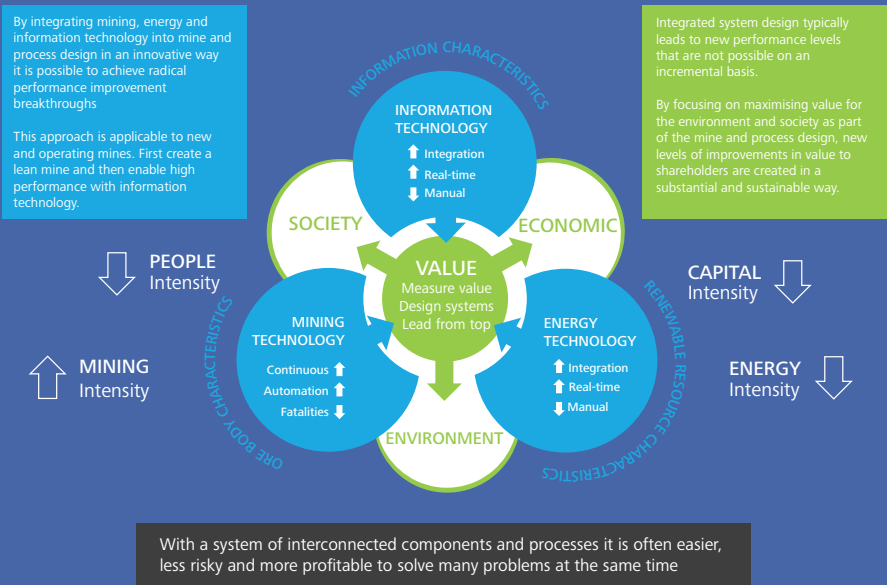 By integrating mining, energy and
information technology into mine and
process design in an innovative way
it is possible to achieve radical
performance improvement
breakthroughs
This approach is applicable to new
and operating mines. First create a
lean mine and then enable high
performance with information
technology.
Integrated system design typically
leads to new performance levels
that are not possible on an
incremental basis.
By focusing on maximising value for
the environment and society as part
of the mine and process design, new
levels of improvements in value to
shareholders are created in a
substantial and sustainable way.
INFORMATION CHARACTERISTICS
INFORMATION
TECHNOLOGY
Integration
Real-time
Manual
SOCIETY
ECONOMIC
VALUE
Measure value
Design systems
Lead from top
PEOPLE
Intensity
MINING
Intensity
CAPITAL
Intensity
ENERGY
Intensity
ORE BODY CHARACTERISTICS
MINING
TECHNOLOGY
Continuous
Automation
Fatalities
ENERGY
TECHNOLOGY
Integration
Real-time
Manual
RENEWABLE RESOURCE CHARACTERISTICS
ENVIRONMENT
With a system of interconnected components and processes it is often easier,
less risky and more profitable to solve many problems at the same time